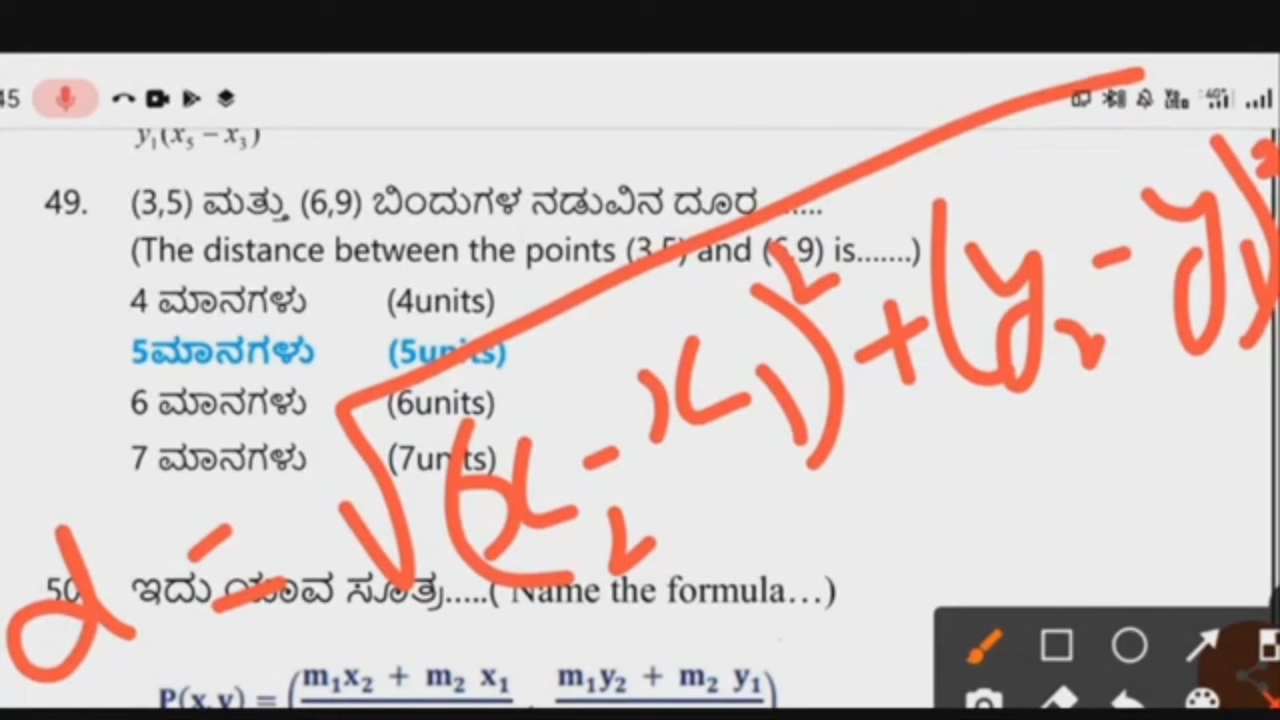 45
y₁(x₅ − x₃)
49. (3,5) ಮತ್ತು (6,9) ಬಿಂದುಗಳ ನಡುವಿನ ದೂರ ......
(The distance between the points (3,5) and (6,9) is.......)
4 ಮಾನಗಳು (4units)
5ಮಾನಗಳು (5units)
6 ಮಾನಗಳು (6units)
7 ಮಾನಗಳು (7units)
d = √(x₂ - x₁)² + (y₂ - y₁)²
50. ಇದು ಯಾವ ಸೂತ್ರ.....( Name the formula...)
P(x,y) = (m₁x₂ + m₂ x₁ , m₁y₂ + m₂ y₁)